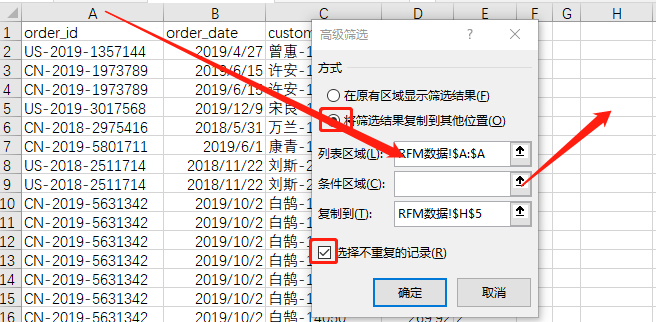 A B C D E F G H
1 order_id order_date custom
2 US-2019-1357144 2019/4/27 曾惠-1
3 CN-2019-1973789 2019/6/15 许安-1
4 CN-2019-1973789 2019/6/15 许安-1
5 US-2019-3017568 2019/12/9 宋良-1
6 CN-2018-2975416 2018/5/31 万兰-1
7 CN-2019-5801711 2019/6/1 康青-1
8 US-2018-2511714 2018/11/22 刘斯-2
9 US-2018-2511714 2018/11/22 刘斯-2
10 CN-2019-5631342 2019/10/2 白鹄-1
11 CN-2019-5631342 2019/10/2 白鹄-1
12 CN-2019-5631342 2019/10/2 白鹄-1
13 CN-2019-5631342 2019/10/2 白鹄-1
14 CN-2019-5631342 2019/10/2 白鹄-1
15 CN-2019-5631342 2019/10/2 白鹄-1
16 CN-2019-5631342 2019/10/2
高级筛选
方式
在原有区域显示筛选结果(F)
将筛选结果复制到其他位置(O)
列表区域(L): RFM数据!$A:$A
条件区域(C):
复制到(T): RFM数据!$H$5
选择不重复的记录(R)
确定 取消